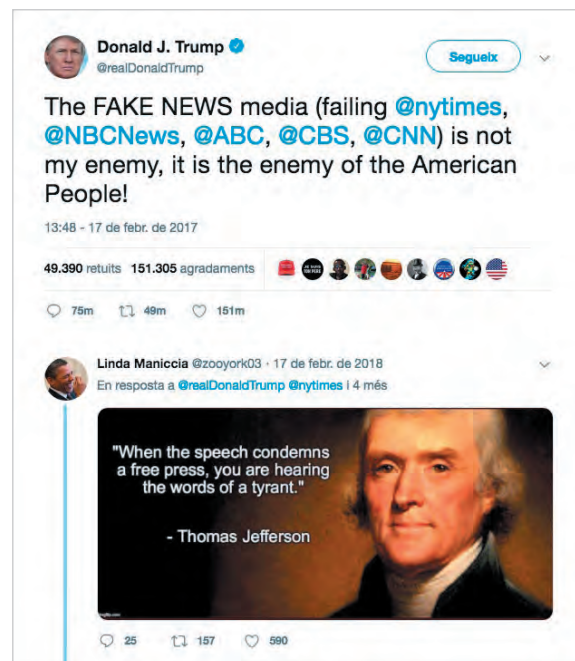 Donald J. Trump
@realDonaldTrump
Segueix
The FAKE NEWS media (failing @nytimes,
@NBCNews, @ABC, @CBS, @CNN) is not
my enemy, it is the enemy of the American
People!
13:48 - 17 de febr. de 2017
49.390 retuits 151.305 agradaments
75m 49m 151m
Linda Maniccia @zooyork03 · 17 de febr. de 2018
En resposta a @realDonaldTrump @nytimes i 4 més
"When the speech condemns
a free press, you are hearing
the words of a tyrant."
- Thomas Jefferson
25 157 590